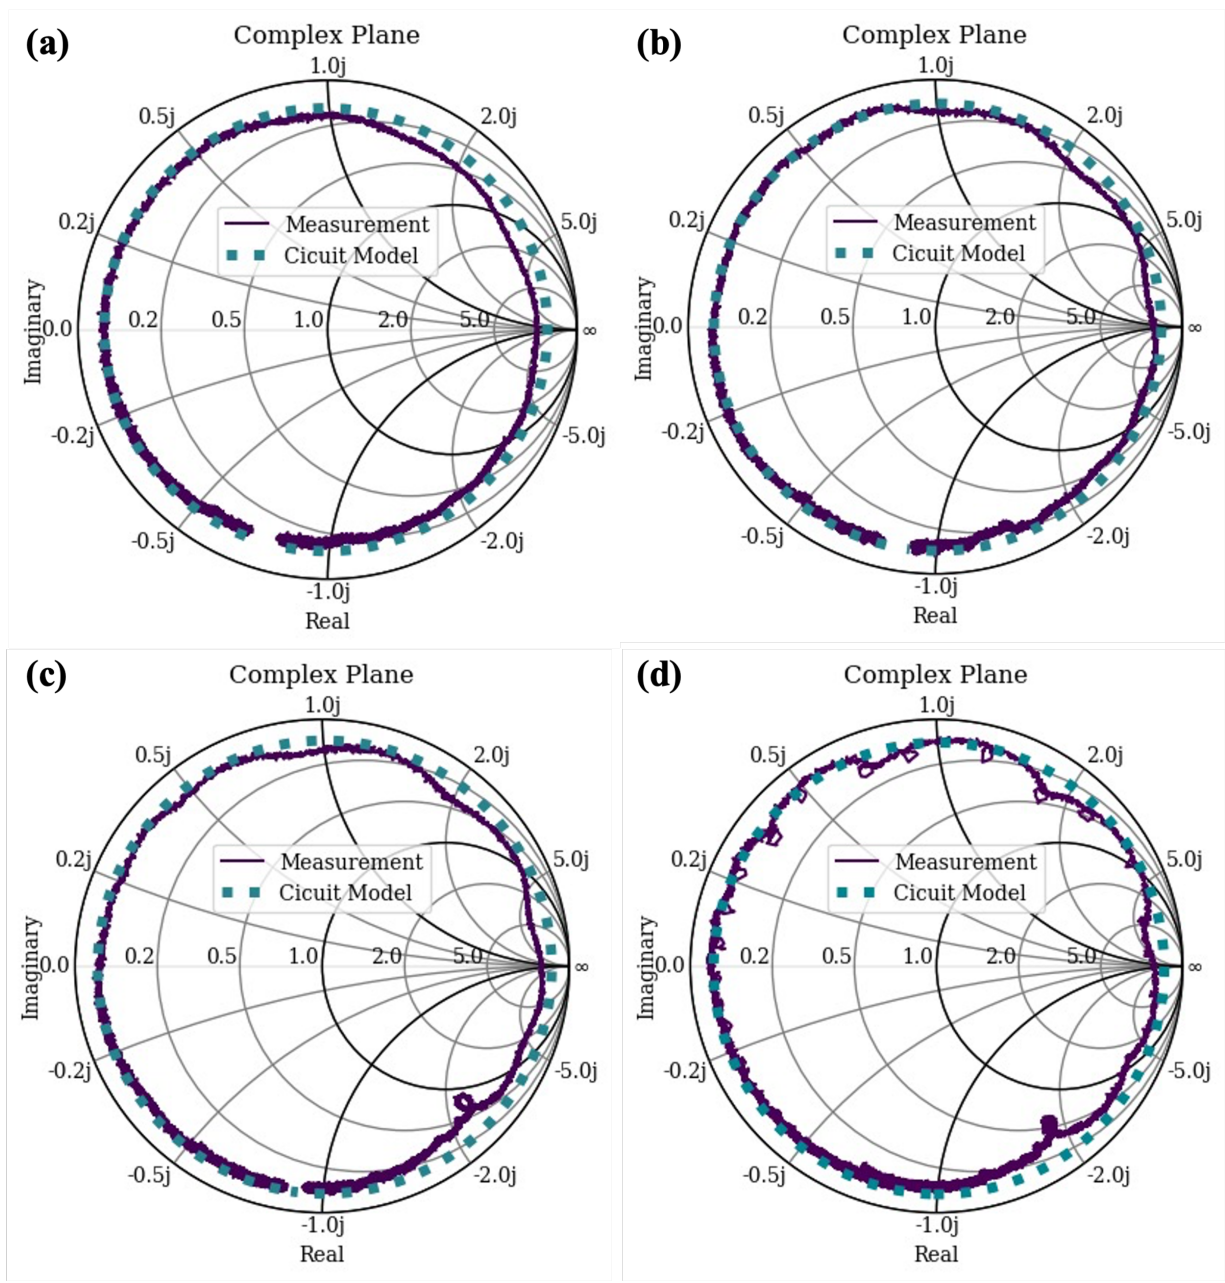 (a)
Complex Plane
1.0j
0.5j
2.0j
0.2j
5.0j
Measurement
Cicuit Model
Imaginary
0.0
0.2
0.5
1.0
2.0
5.0
∞
-0.2j
-5.0j
-0.5j
-2.0j
-1.0j
Real
(b)
Complex Plane
1.0j
0.5j
2.0j
0.2j
5.0j
Measurement
Cicuit Model
Imaginary
0.0
0.2
0.5
1.0
2.0
5.0
∞
-0.2j
-5.0j
-0.5j
-2.0j
-1.0j
Real
(c)
Complex Plane
1.0j
0.5j
2.0j
0.2j
5.0j
Measurement
Cicuit Model
Imaginary
0.0
0.2
0.5
1.0
2.0
5.0
∞
-0.2j
-5.0j
-0.5j
-2.0j
-1.0j
Real
(d)
Complex Plane
1.0j
0.5j
2.0j
0.2j
5.0j
Measurement
Cicuit Model
Imaginary
0.0
0.2
0.5
1.0
2.0
5.0
∞
-0.2j
-5.0j
-0.5j
-2.0j
-1.0j
Real